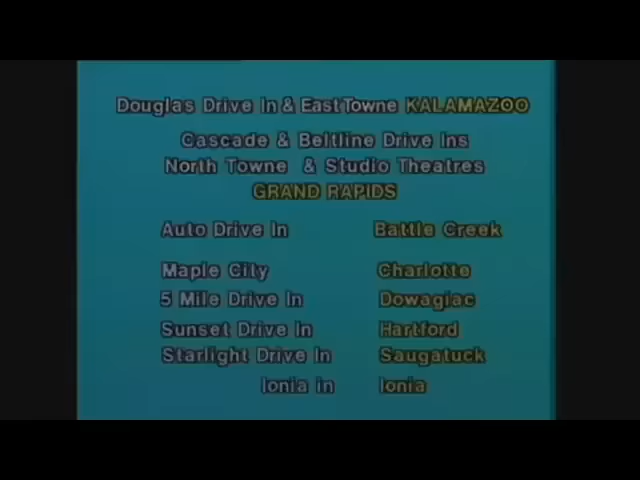 Douglas Drive In & East Towne KALAMAZOO
Cascade & Beltline Drive Ins
North Towne & Studio Theatres
GRAND RAPIDS
Auto Drive In Battle Creek
Maple City Charlotte
5 Mile Drive In Dowagiac
Sunset Drive In Hartford
Starlight Drive In Saugatuck
Ionia in Ionia